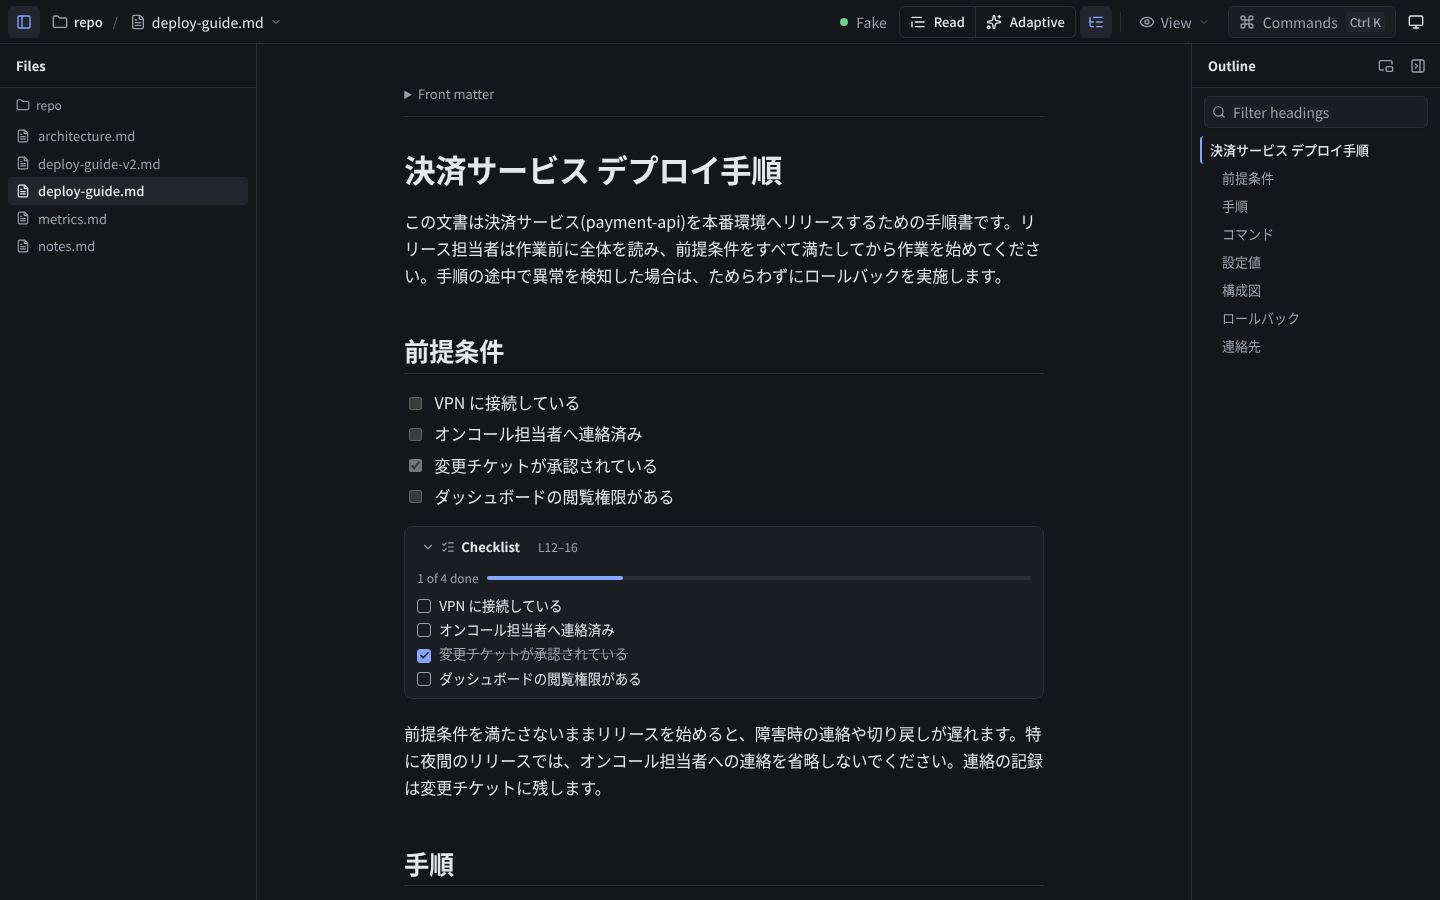 repo / deploy-guide.md
Fake
Read
Adaptive
View
Commands Ctrl K
Files
repo
architecture.md
deploy-guide-v2.md
deploy-guide.md
metrics.md
notes.md
Front matter
決済サービス デプロイ手順
この文書は決済サービス(payment-api)を本番環境へリリースするための手順書です。リ
リース担当者は作業前に全体を読み、前提条件をすべて満たしてから作業を始めてくださ
い。手順の途中で異常を検知した場合は、ためらわずにロールバックを実施します。
前提条件
VPN に接続している
オンコール担当者へ連絡済み
変更チケットが承認されている
ダッシュボードの閲覧権限がある
Checklist L12–16
1 of 4 done
VPN に接続している
オンコール担当者へ連絡済み
変更チケットが承認されている
ダッシュボードの閲覧権限がある
前提条件を満たさないままリリースを始めると、障害時の連絡や切り戻しが遅れます。特
に夜間のリリースでは、オンコール担当者への連絡を省略しないでください。連絡の記録
は変更チケットに残します。
手順
Outline
Filter headings
決済サービス デプロイ手順
前提条件
手順
コマンド
設定値
構成図
ロールバック
連絡先